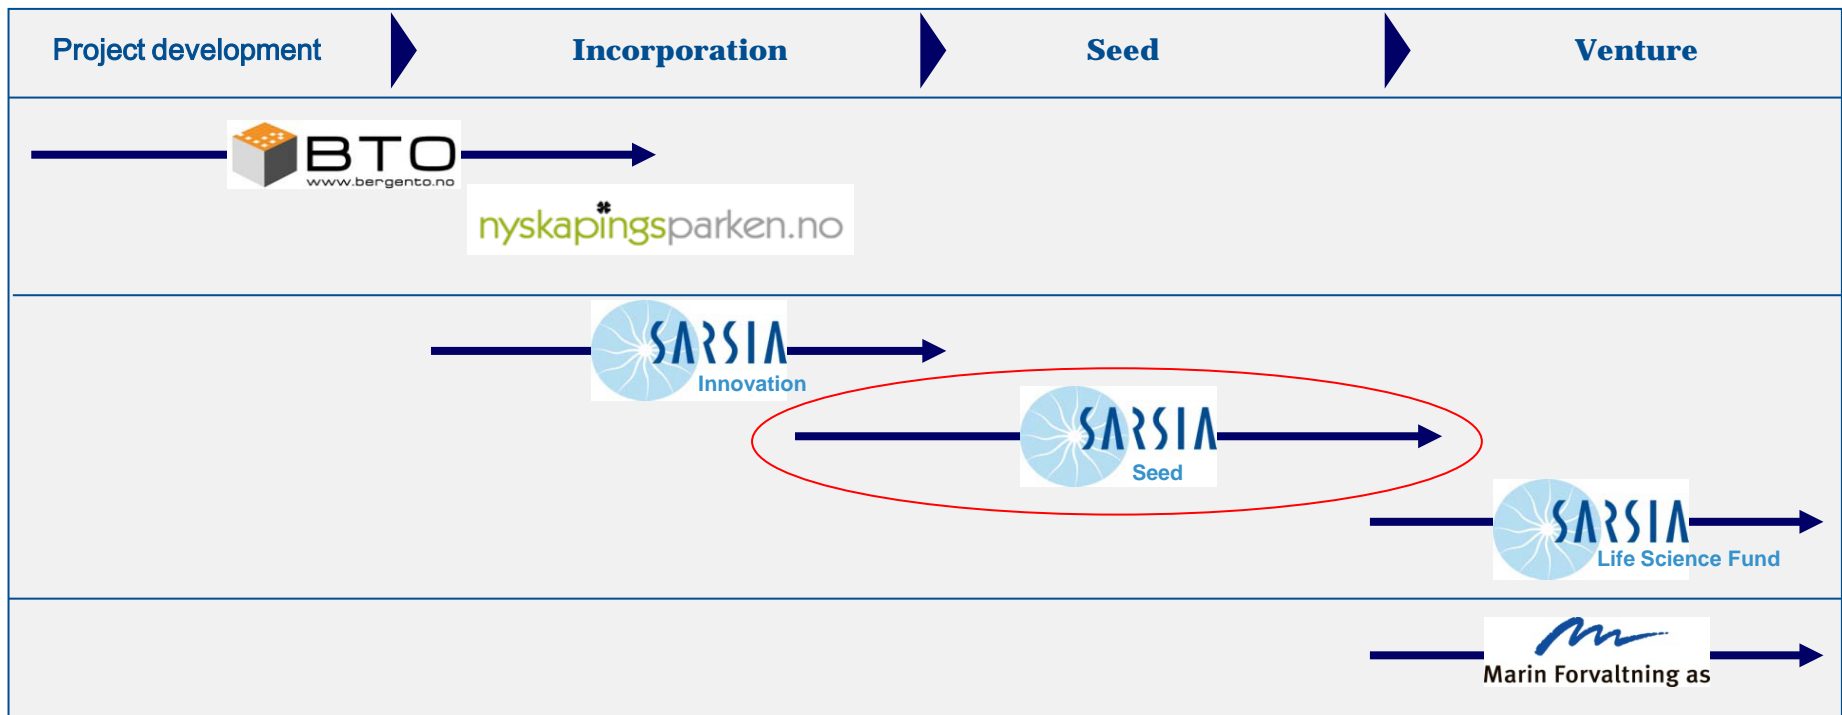 Project development
Incorporation
Seed
Venture
BTO
www.bergento.no
nyskapingsparken.no
SARSIA
Innovation
SARSIA
Seed
SARSIA
Life Science Fund
Marin Forvaltning as